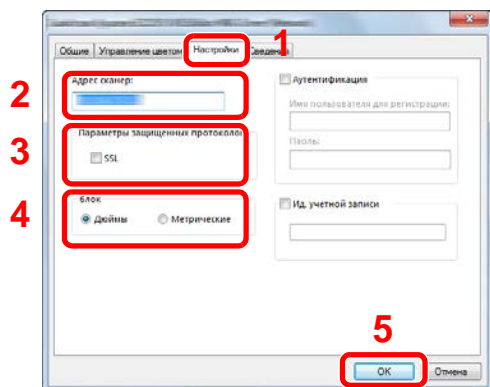 1
Общие Управление цветом Настройки Сведения
2
Адрес сканер:
Аутентификация
Имя пользователя для регистрации:
3
Параметры защищенных протоколов
Пароль:
SSL
4
Блок
Дюймы Метрические
Ид. учетной записи
5
OK Отмена